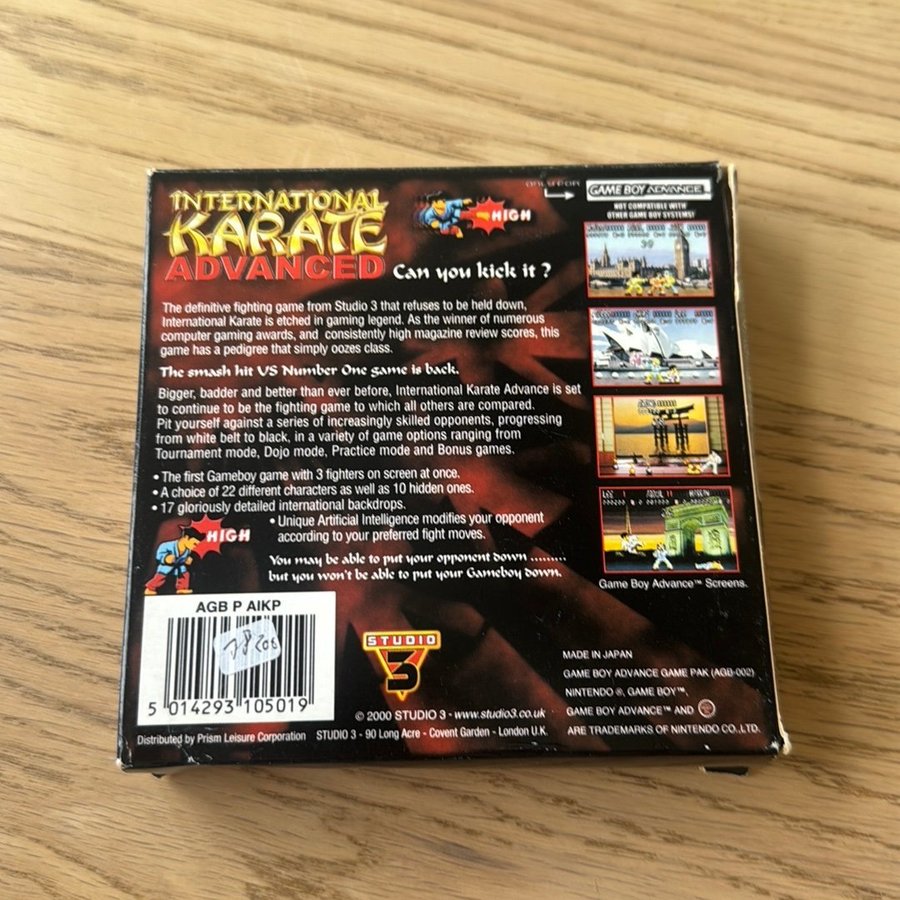 INTERNATIONAL
KARATE
ADVANCED
HIGH
Can you kick it ?
GAME BOY ADVANCE
NOT COMPATIBLE WITH
OTHER GAME BOY SYSTEMS!
The definitive fighting game from Studio 3 that refuses to be held down,
International Karate is etched in gaming legend. As the winner of numerous
computer gaming awards, and consistently high magazine review scores, this
game has a pedigree that simply oozes class.
The smash hit US Number One game is back.
Bigger, badder and better than ever before, International Karate Advance is set
to continue to be the fighting game to which all others are compared.
Pit yourself against a series of increasingly skilled opponents, progressing
from white belt to black, in a variety of game options ranging from
Tournament mode, Dojo mode, Practice mode and Bonus games.
• The first Gameboy game with 3 fighters on screen at once.
• A choice of 22 different characters as well as 10 hidden ones.
• 17 gloriously detailed international backdrops.
• Unique Artificial Intelligence modifies your opponent
according to your preferred fight moves.
HIGH
You may be able to put your opponent down .........
but you won't be able to put your Gameboy down.
Game Boy Advance™ Screens.
AGB P AIKP
5 014293 105019
STUDIO
3
© 2000 STUDIO 3 - www.studio3.co.uk
Distributed by Prism Leisure Corporation STUDIO 3 - 90 Long Acre - Covent Garden - London U.K.
MADE IN JAPAN
GAME BOY ADVANCE GAME PAK (AGB-002)
NINTENDO ®, GAME BOY™,
GAME BOY ADVANCE™ AND
ARE TRADEMARKS OF NINTENDO CO.,LTD.